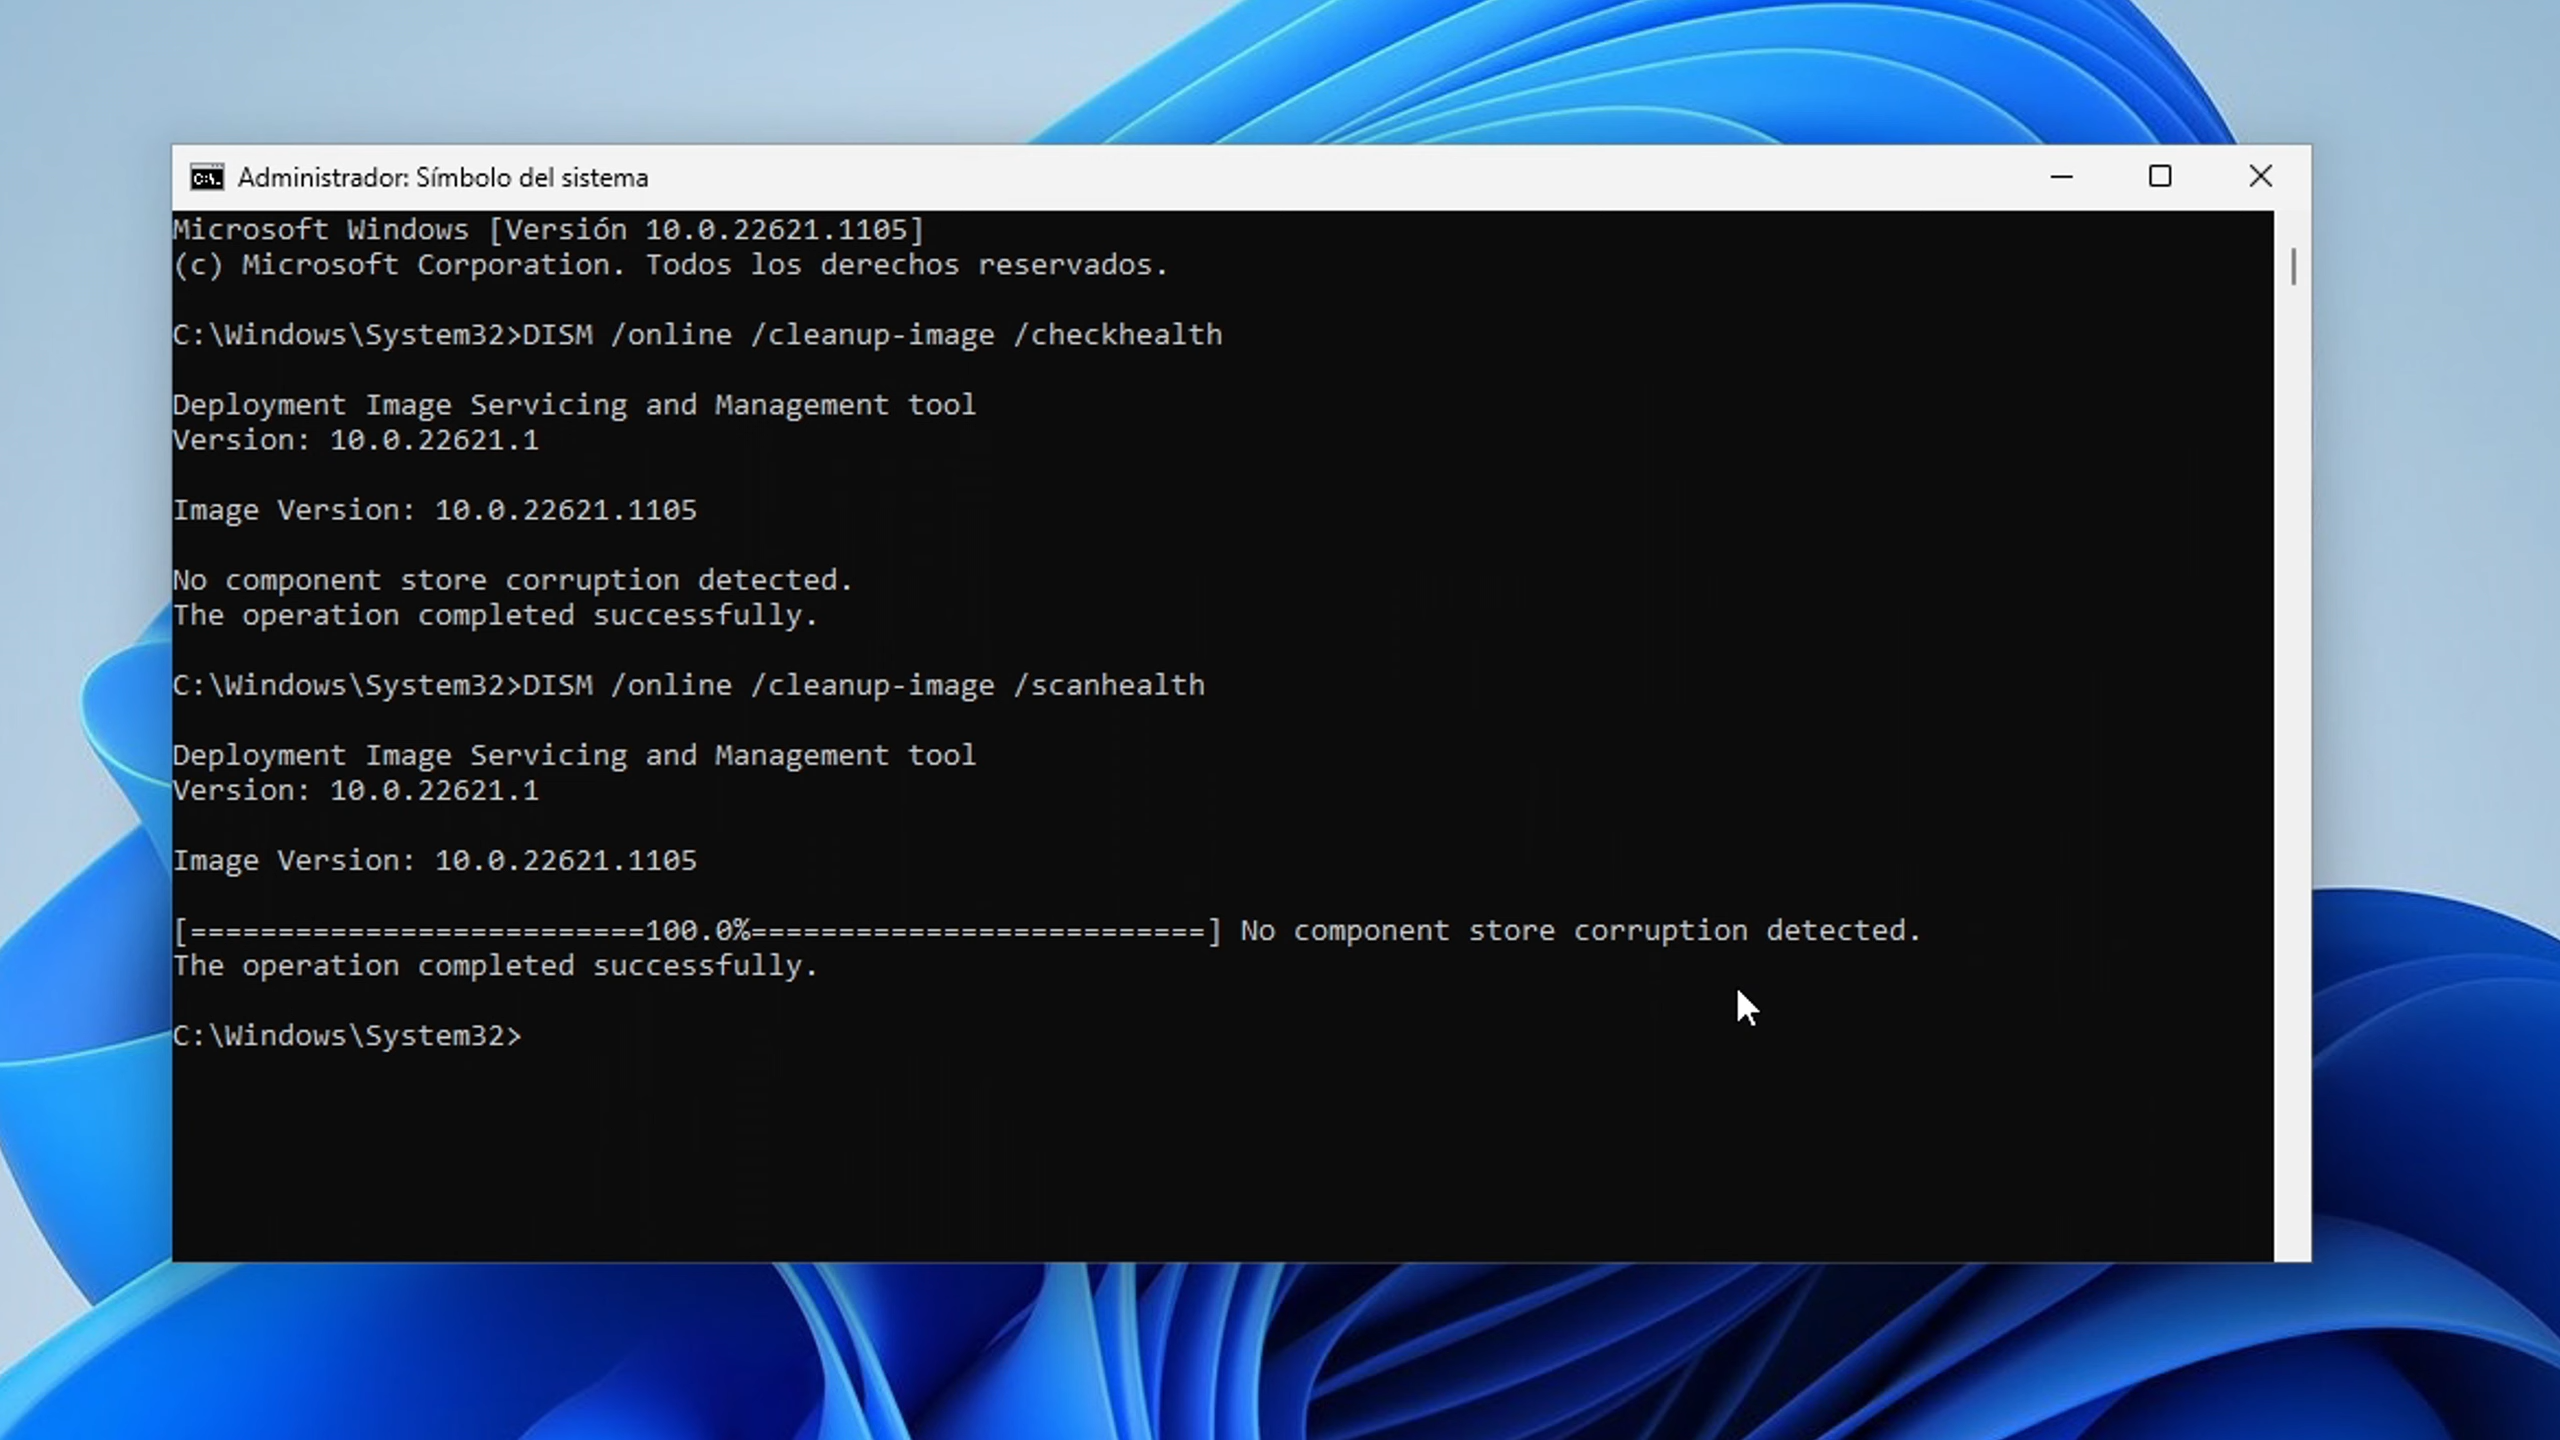 Administrador: Símbolo del sistema
Microsoft Windows [Versión 10.0.22621.1105]
(c) Microsoft Corporation. Todos los derechos reservados.
C:\Windows\System32>DISM /online /cleanup-image /checkhealth
Deployment Image Servicing and Management tool
Version: 10.0.22621.1
Image Version: 10.0.22621.1105
No component store corruption detected.
The operation completed successfully.
C:\Windows\System32>DISM /online /cleanup-image /scanhealth
Deployment Image Servicing and Management tool
Version: 10.0.22621.1
Image Version: 10.0.22621.1105
[==========================100.0%==========================] No component store corruption detected.
The operation completed successfully.
C:\Windows\System32>